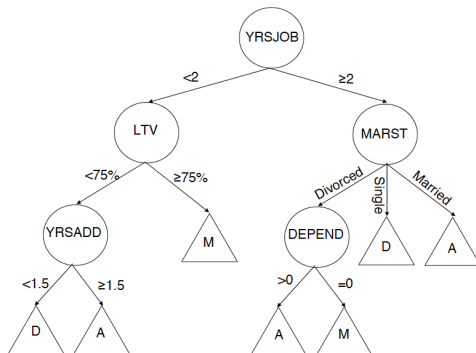 YRSJOB
<2
≥2
LTV
MARST
<75%
≥75%
Divorced
Single
Married
YRSADD
M
DEPEND
D
A
<1.5
≥1.5
>0
=0
D
A
A
M